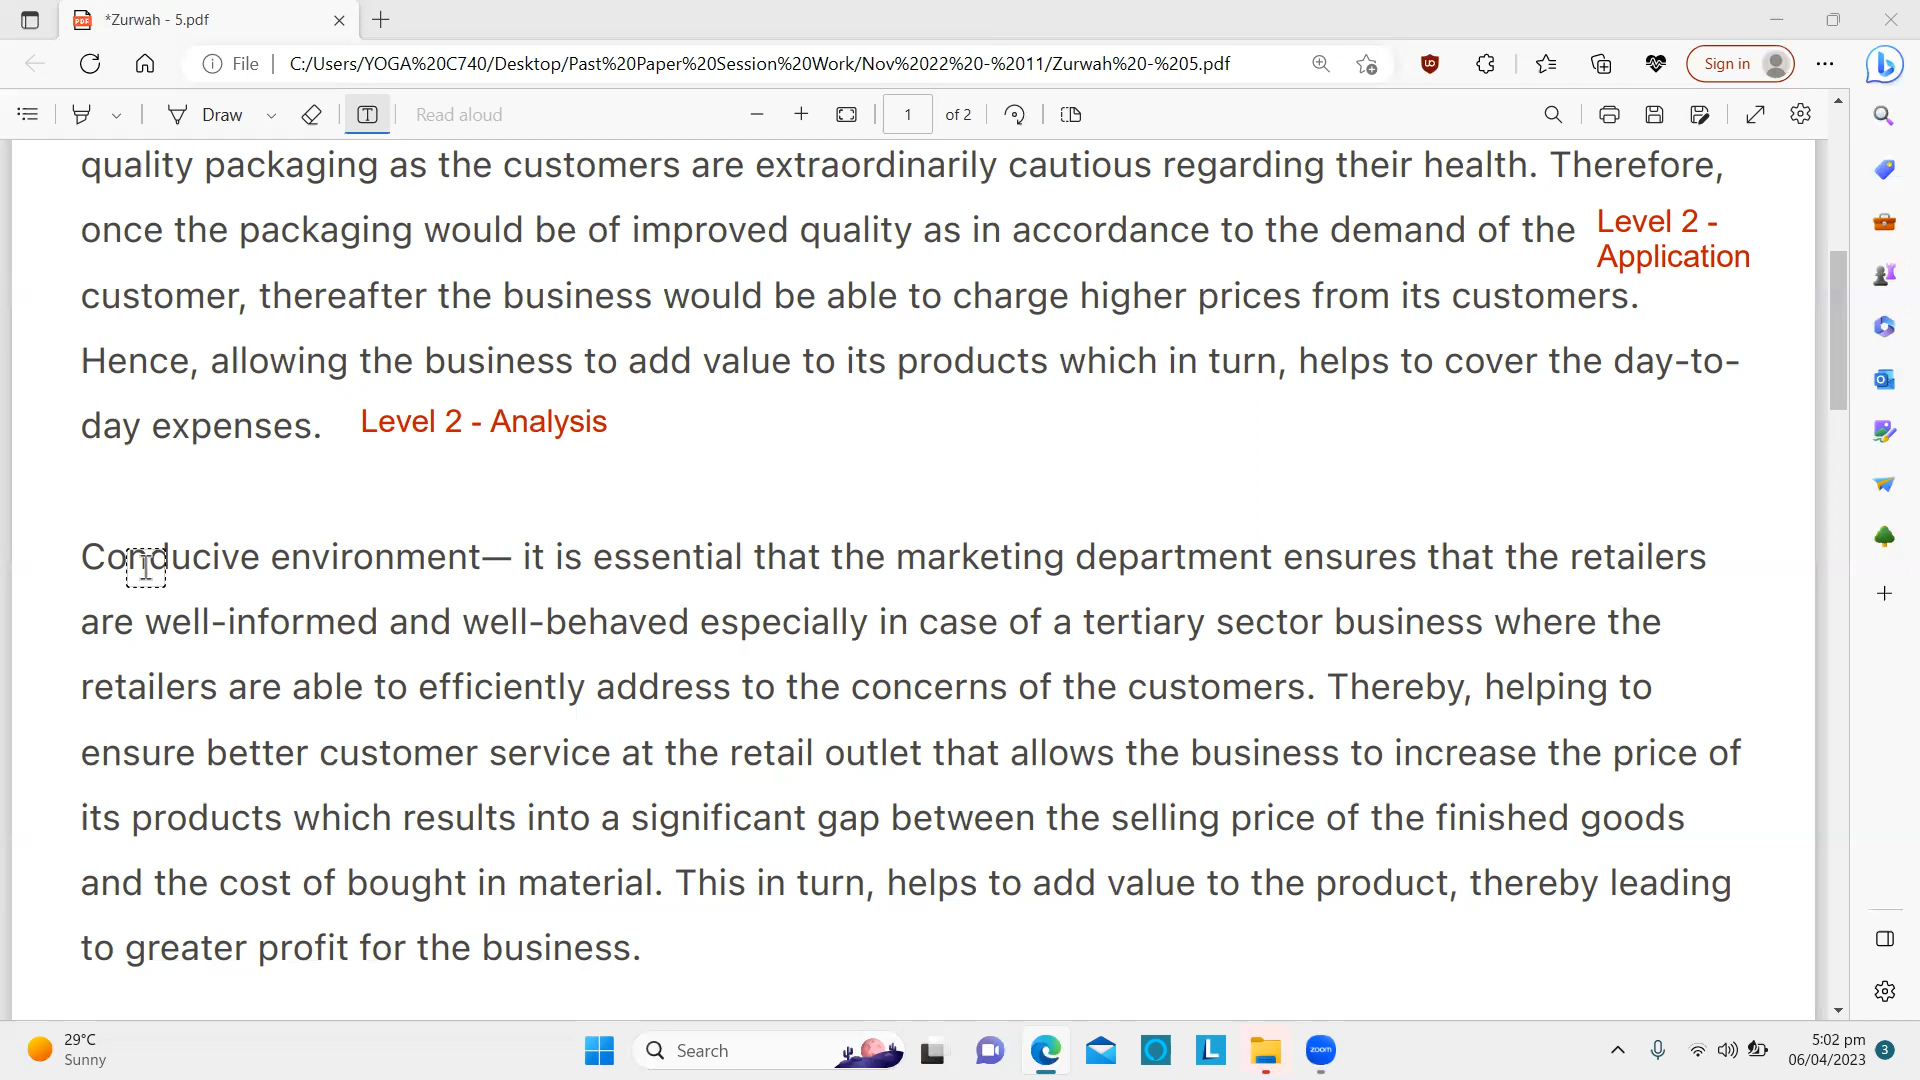 *Zurwah - 5.pdf
File
C:/Users/YOGA%20C740/Desktop/Past%20Paper%20Session%20Work/Nov%2022%20-%2011/Zurwah%20-%205.pdf
Sign in
Draw
Read aloud
1
of 2
quality packaging as the customers are extraordinarily cautious regarding their health. Therefore,
once the packaging would be of improved quality as in accordance to the demand of the
Level 2 -
Application
customer, thereafter the business would be able to charge higher prices from its customers.
Hence, allowing the business to add value to its products which in turn, helps to cover the day-to-
day expenses.
Level 2 - Analysis
Conducive environment— it is essential that the marketing department ensures that the retailers
are well-informed and well-behaved especially in case of a tertiary sector business where the
retailers are able to efficiently address to the concerns of the customers. Thereby, helping to
ensure better customer service at the retail outlet that allows the business to increase the price of
its products which results into a significant gap between the selling price of the finished goods
and the cost of bought in material. This in turn, helps to add value to the product, thereby leading
to greater profit for the business.
29°C
Sunny
Search
zoom
5:02 pm
06/04/2023
3